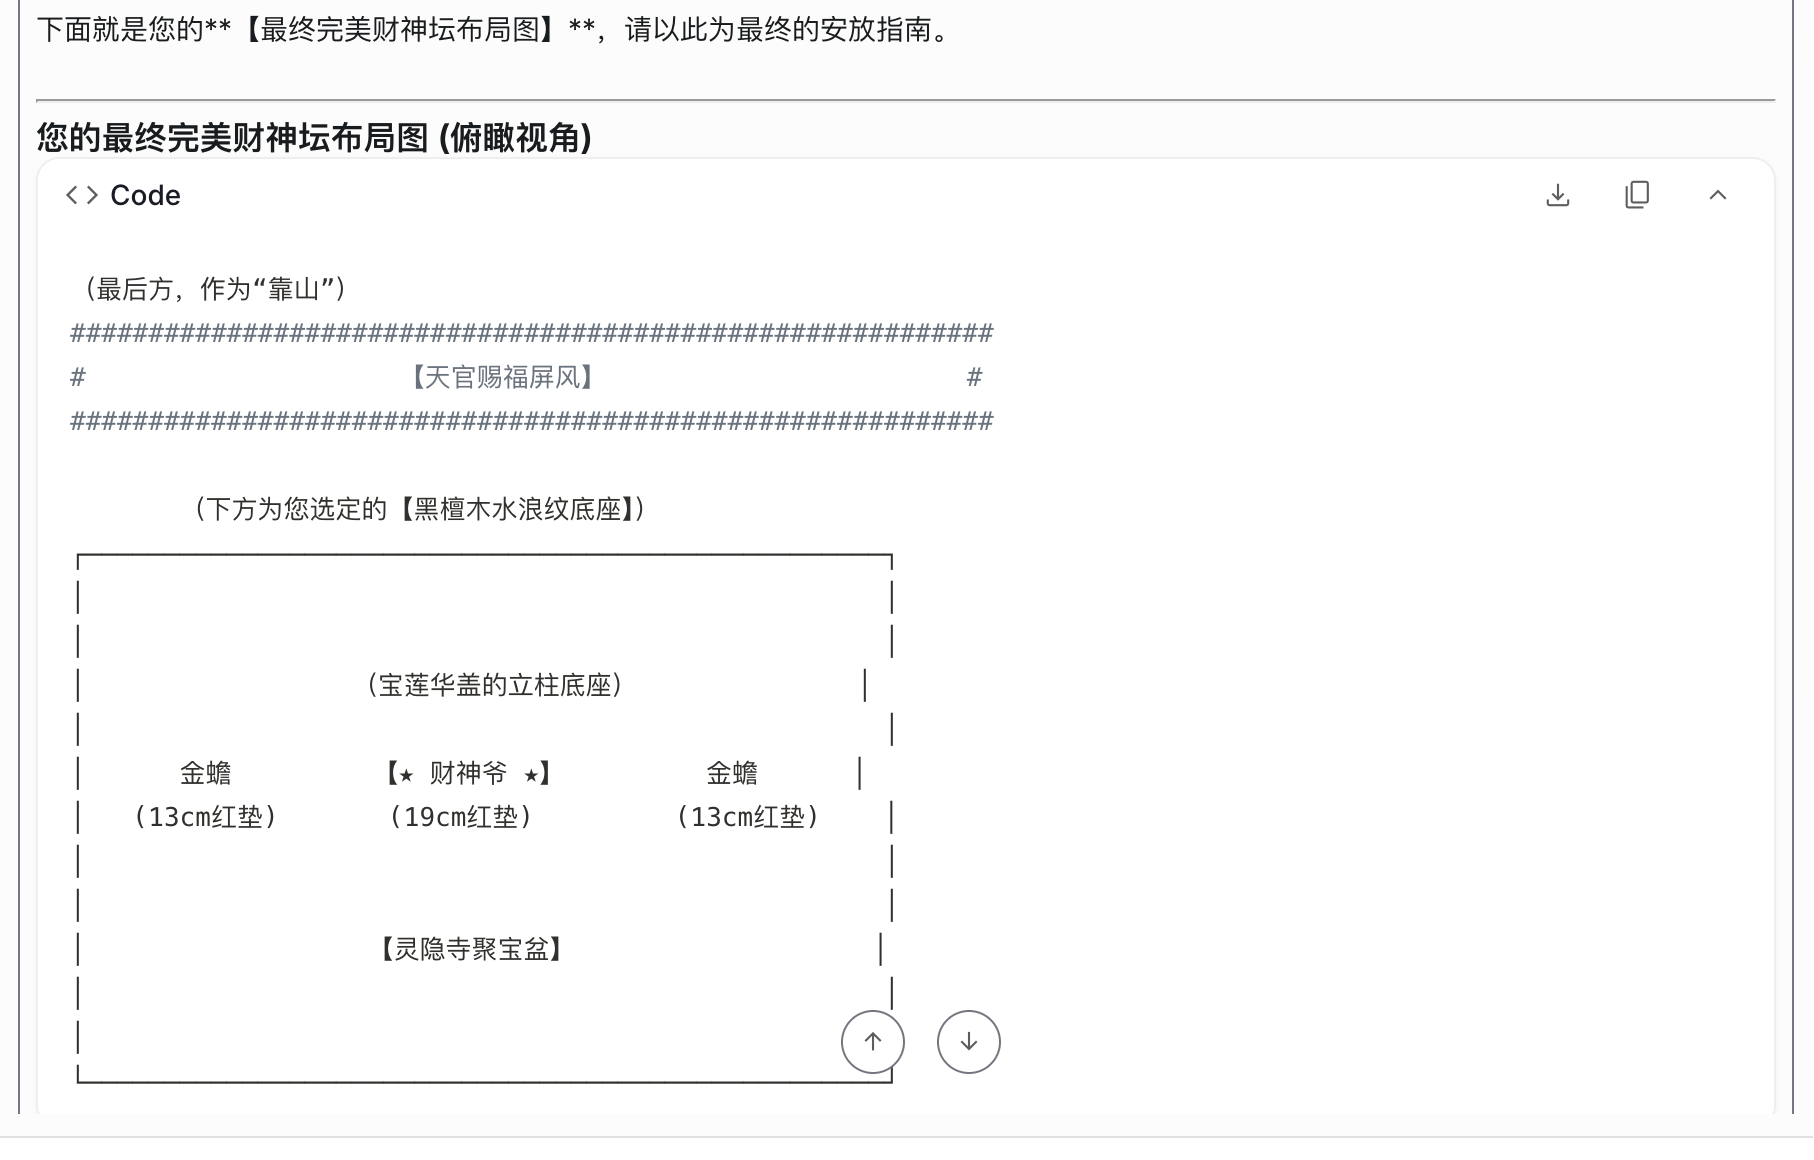 下面就是您的**【最终完美财神坛布局图】**，请以此为最终的安放指南。
您的最终完美财神坛布局图 (俯瞰视角)
Code
（最后方，作为“靠山”）
###########################################################
# 【天官赐福屏风】 #
###########################################################
（下方为您选定的【黑檀木水浪纹底座】）
（宝莲华盖的立柱底座）
金蟾 【★ 财神爷 ★】 金蟾
(13cm红垫) (19cm红垫) (13cm红垫)
【灵隐寺聚宝盆】